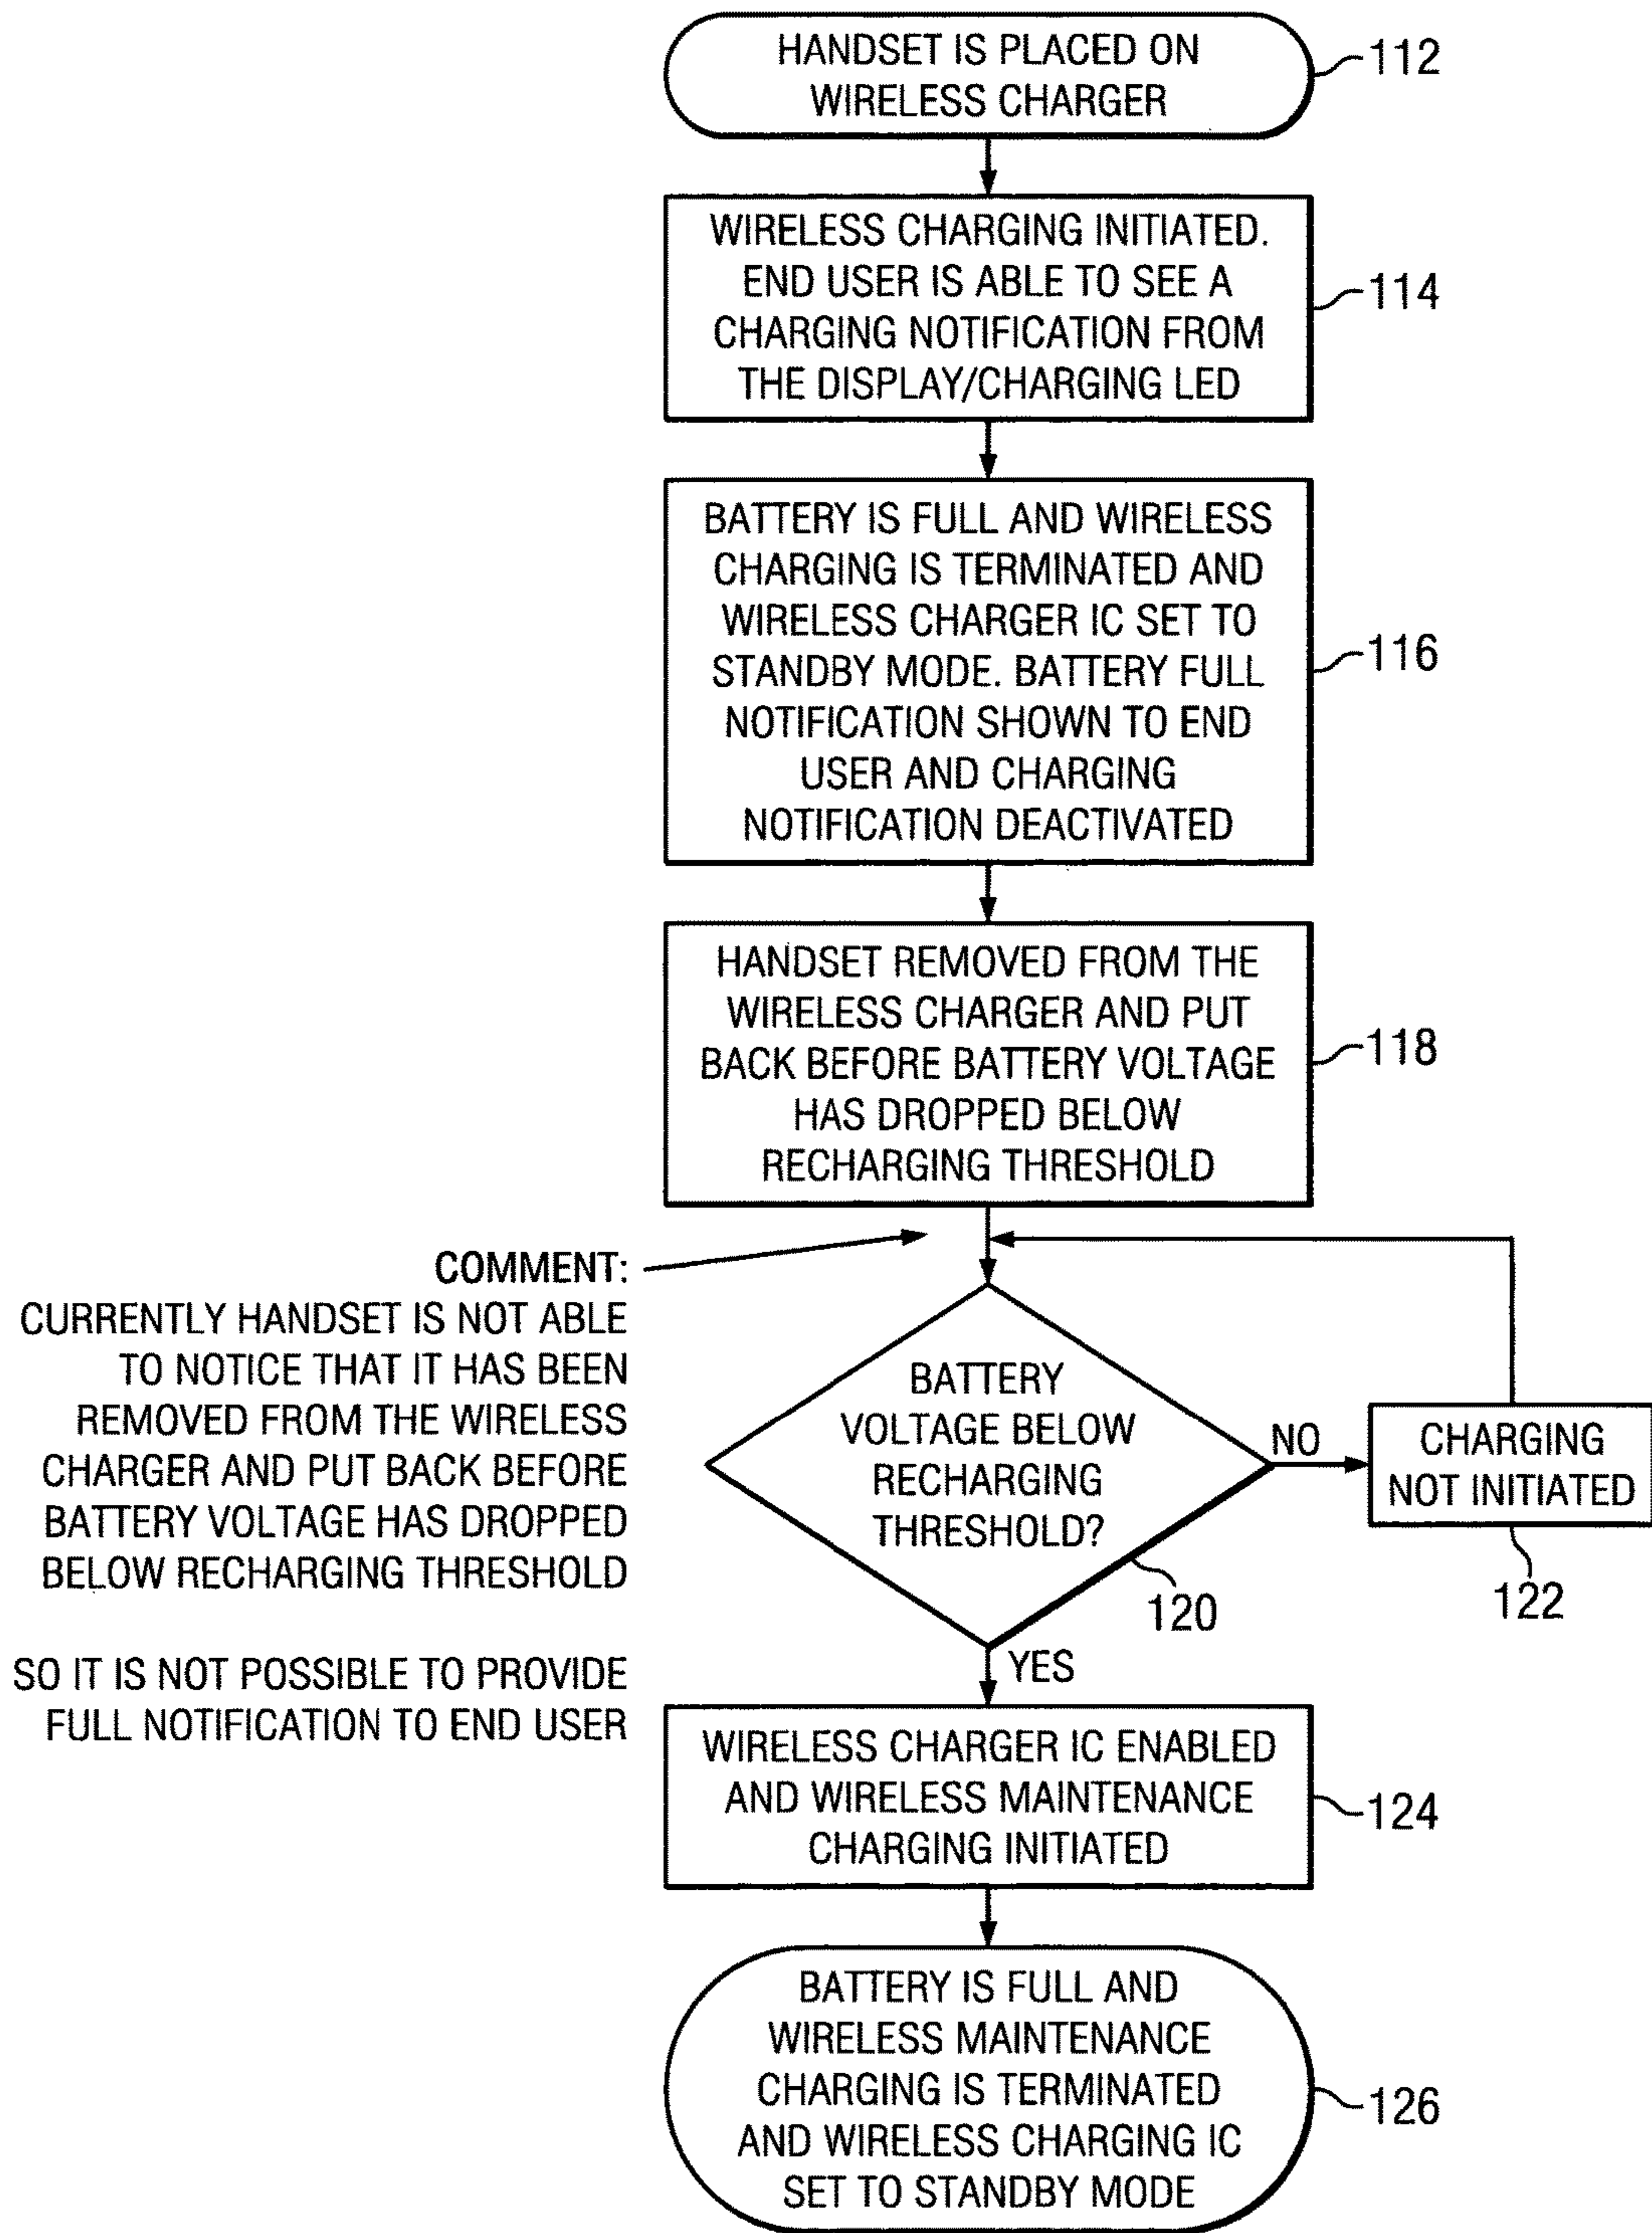 HANDSET IS PLACED ON
WIRELESS CHARGER
112
WIRELESS CHARGING INITIATED.
END USER IS ABLE TO SEE A
CHARGING NOTIFICATION FROM
THE DISPLAY/CHARGING LED
114
BATTERY IS FULL AND WIRELESS
CHARGING IS TERMINATED AND
WIRELESS CHARGER IC SET TO
STANDBY MODE. BATTERY FULL
NOTIFICATION SHOWN TO END
USER AND CHARGING
NOTIFICATION DEACTIVATED
116
HANDSET REMOVED FROM THE
WIRELESS CHARGER AND PUT
BACK BEFORE BATTERY VOLTAGE
HAS DROPPED BELOW
RECHARGING THRESHOLD
118
COMMENT:
CURRENTLY HANDSET IS NOT ABLE
TO NOTICE THAT IT HAS BEEN
REMOVED FROM THE WIRELESS
CHARGER AND PUT BACK BEFORE
BATTERY VOLTAGE HAS DROPPED
BELOW RECHARGING THRESHOLD
SO IT IS NOT POSSIBLE TO PROVIDE
FULL NOTIFICATION TO END USER
BATTERY
VOLTAGE BELOW
RECHARGING
THRESHOLD?
120
NO
CHARGING
NOT INITIATED
122
YES
WIRELESS CHARGER IC ENABLED
AND WIRELESS MAINTENANCE
CHARGING INITIATED
124
BATTERY IS FULL AND
WIRELESS MAINTENANCE
CHARGING IS TERMINATED
AND WIRELESS CHARGING IC
SET TO STANDBY MODE
126